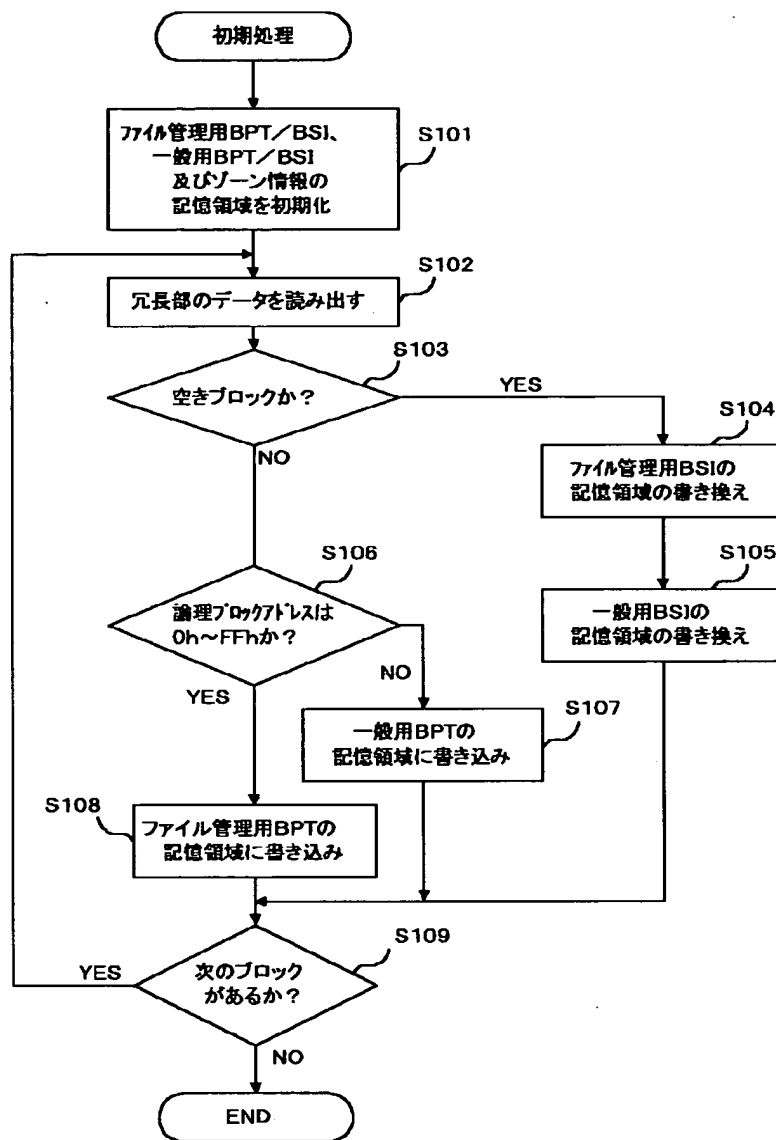 初期処理
ファイル管理用BPT/BSI、
一般用BPT/BSI
及びゾーン情報の
記憶領域を初期化
S101
冗長部のデータを読み出す
S102
空きブロックか?
S103
YES
NO
ファイル管理用BSIの
記憶領域の書き換え
S104
一般用BSIの
記憶領域の書き換え
S105
論理ブロックアドレスは
0h~FFhか?
S106
NO
YES
一般用BPTの
記憶領域に書き込み
S107
S108
ファイル管理用BPTの
記憶領域に書き込み
次のブロック
があるか?
S109
YES
NO
END